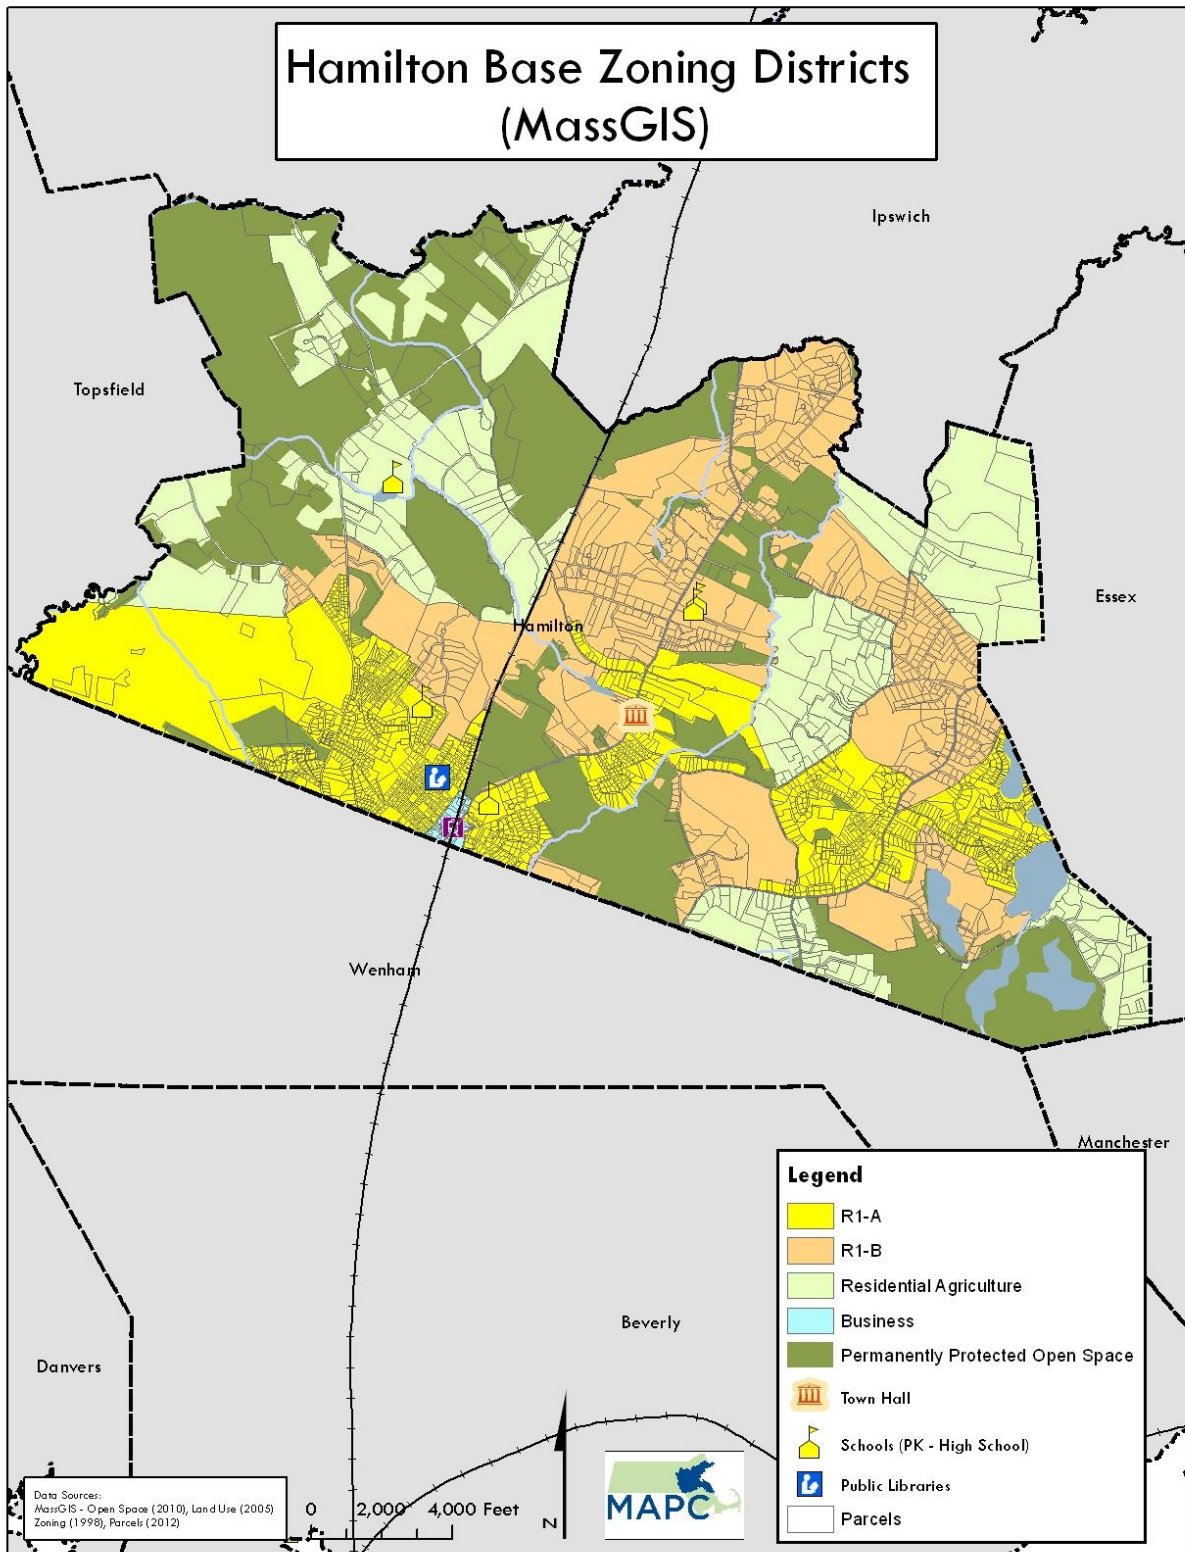 Hamilton Base Zoning Districts
(MassGIS)
Ipswich
Topsfield
Essex
Hamilton
Wenham
Manchester
Legend
R1-A
R1-B
Residential Agriculture
Business
Permanently Protected Open Space
Town Hall
Schools (PK - High School)
Public Libraries
Parcels
Beverly
Danvers
Data Sources:
MassGIS - Open Space (2010), Land Use (2005)
Zoning (1998), Parcels (2012)
0 2,000 4,000 Feet
N
MAPC